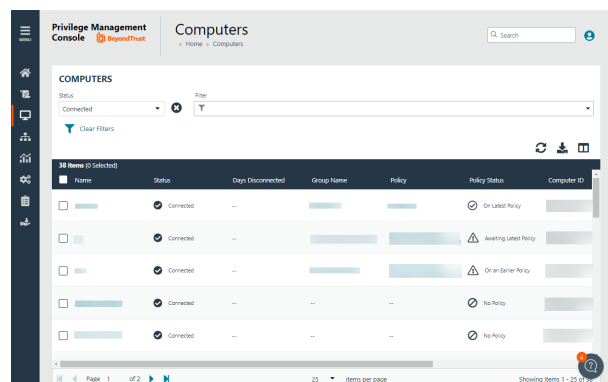 Privilege Management
Console BeyondTrust
Computers
› Home › Computers
Search
MENU
COMPUTERS
Status
Filter
Connected
Clear Filters
38 items (0 Selected)
Name Status Days Disconnected Group Name Policy Policy Status Computer ID
Connected -- On Latest Policy
Connected -- Awaiting Latest Policy
Connected -- On an Earlier Policy
Connected -- -- -- No Policy
Connected -- -- -- No Policy
6
Page 1 of 2 25 items per page Showing items 1 - 25 of